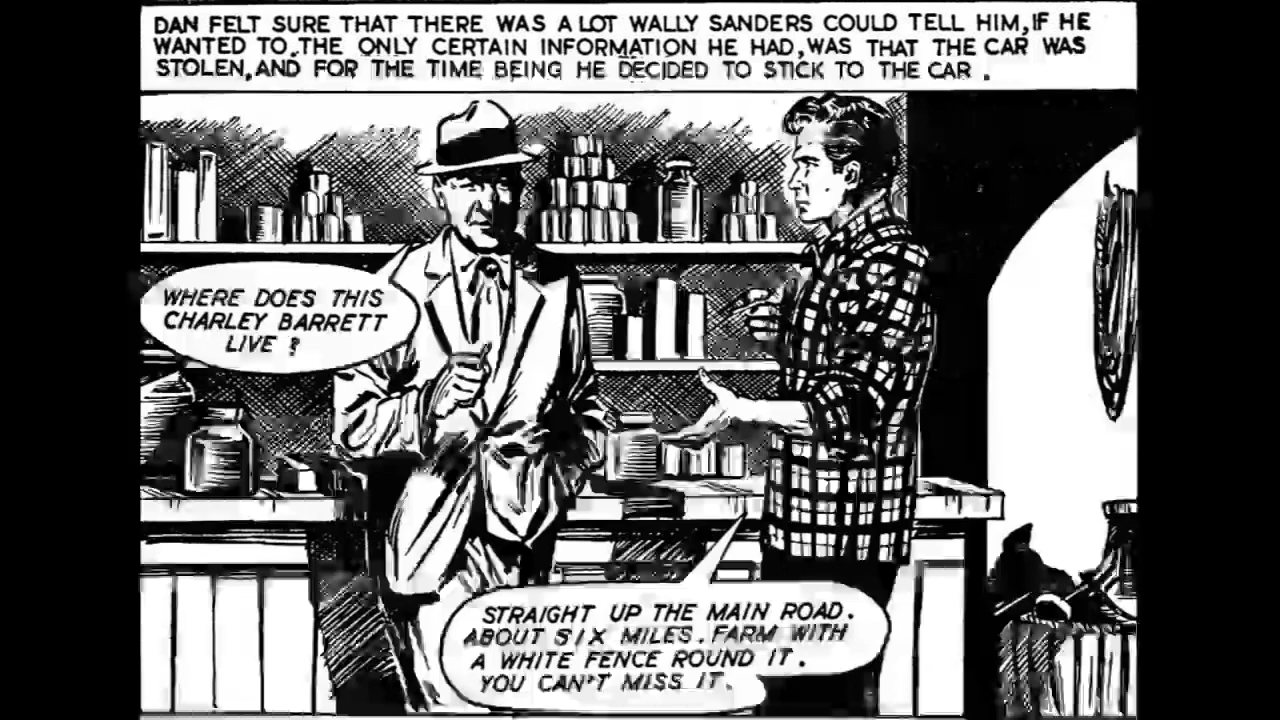 DAN FELT SURE THAT THERE WAS A LOT WALLY SANDERS COULD TELL HIM, IF HE
WANTED TO. THE ONLY CERTAIN INFORMATION HE HAD, WAS THAT THE CAR WAS
STOLEN, AND FOR THE TIME BEING HE DECIDED TO STICK TO THE CAR.
WHERE DOES THIS
CHARLEY BARRETT
LIVE ?
STRAIGHT UP THE MAIN ROAD.
ABOUT SIX MILES. FARM WITH
A WHITE FENCE ROUND IT.
YOU CAN'T MISS IT.